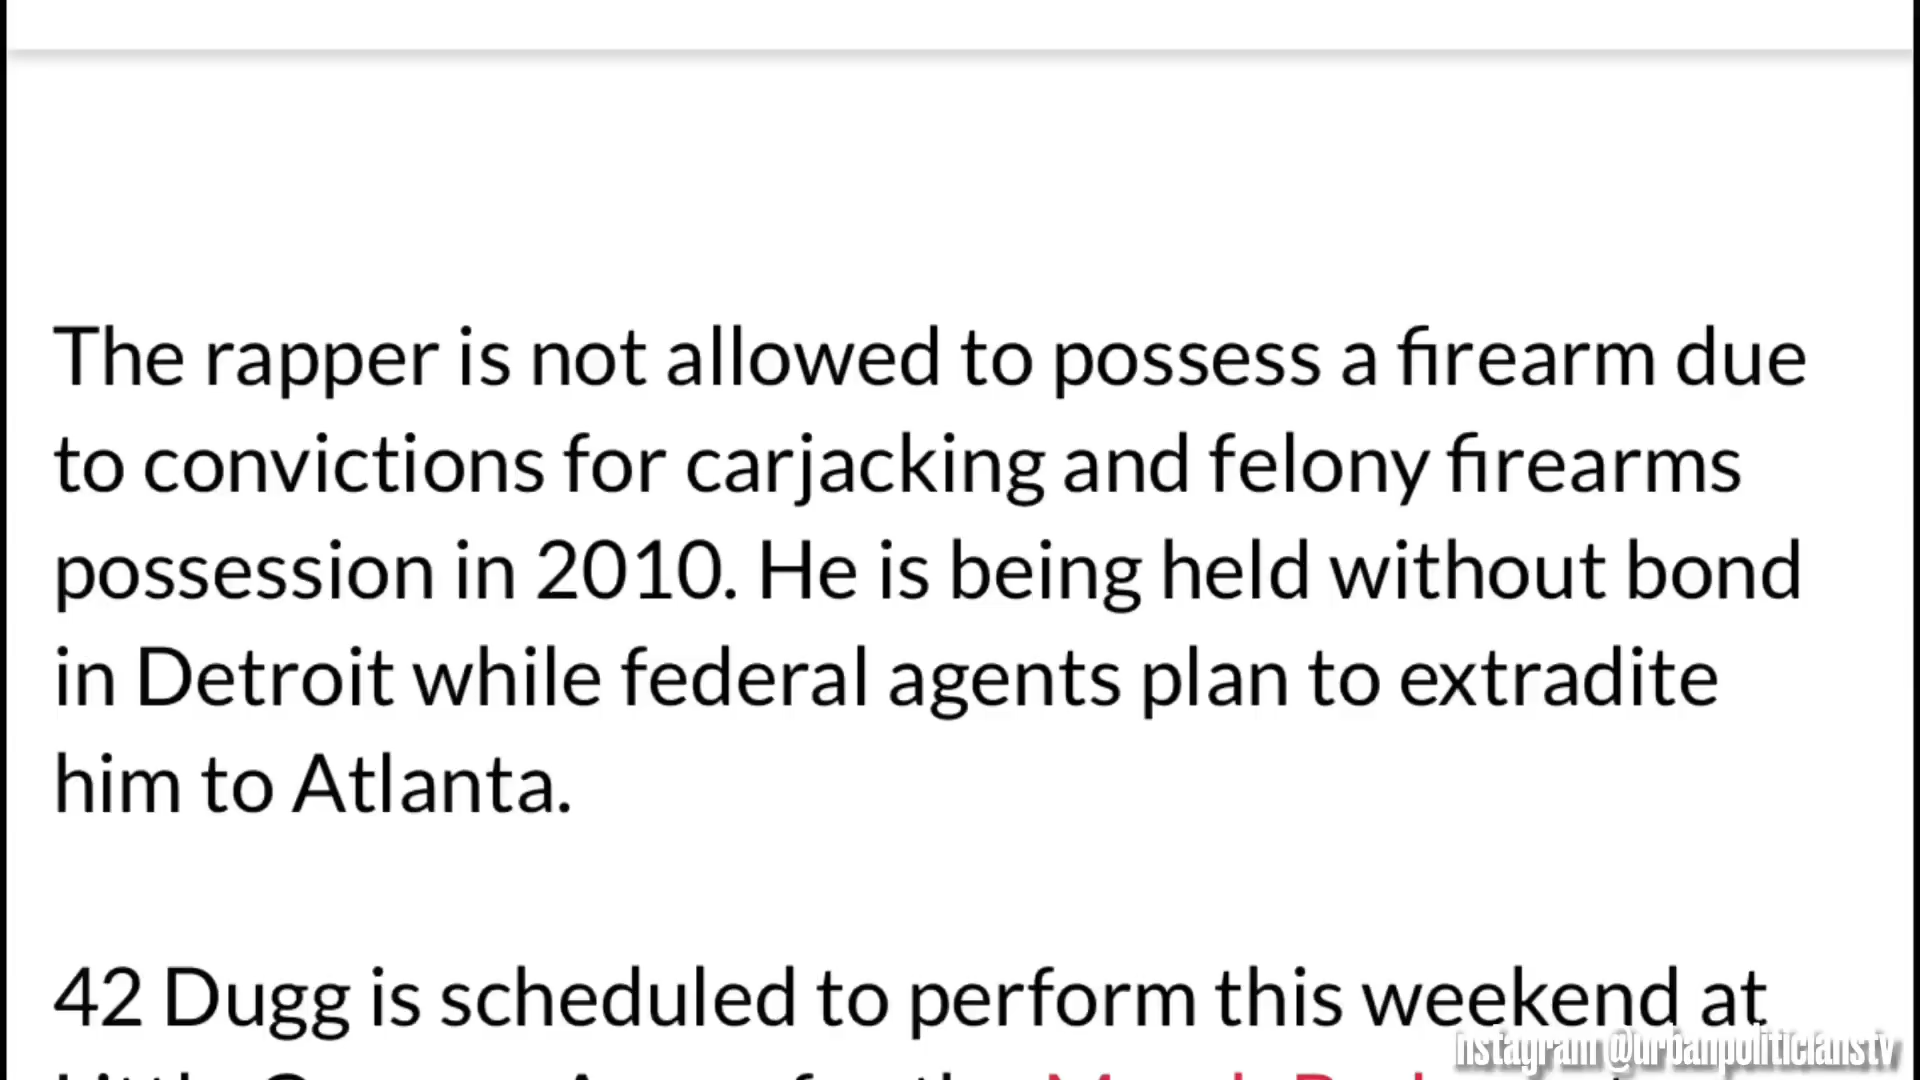 The rapper is not allowed to possess a firearm due
to convictions for carjacking and felony firearms
possession in 2010. He is being held without bond
in Detroit while federal agents plan to extradite
him to Atlanta.
42 Dugg is scheduled to perform this weekend at
Instagram @urbanpoliticianstv